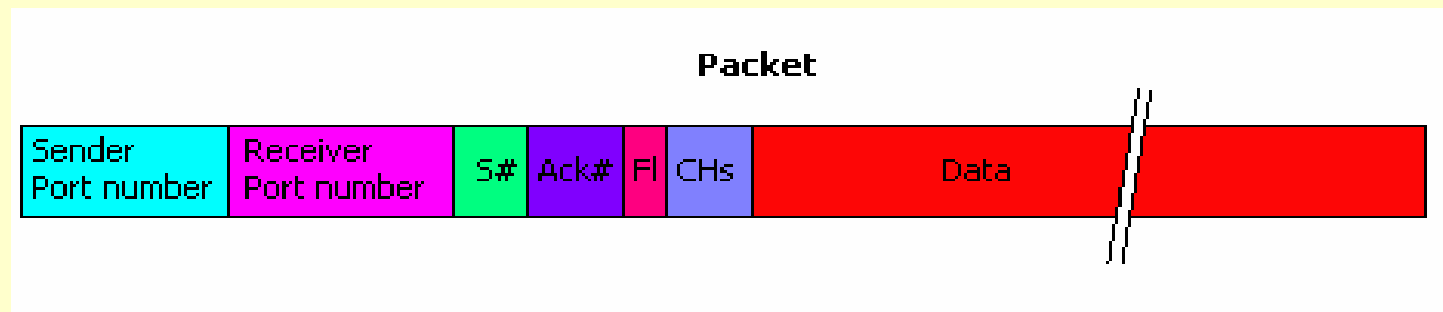 Packet
Sender
Port number
Receiver
Port number
S#
Ack#
Fl
CHs
Data